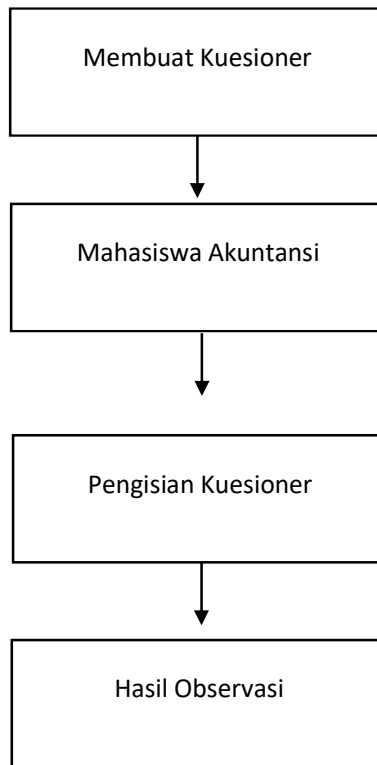 Membuat Kuesioner
Mahasiswa Akuntansi
Pengisian Kuesioner
Hasil Observasi